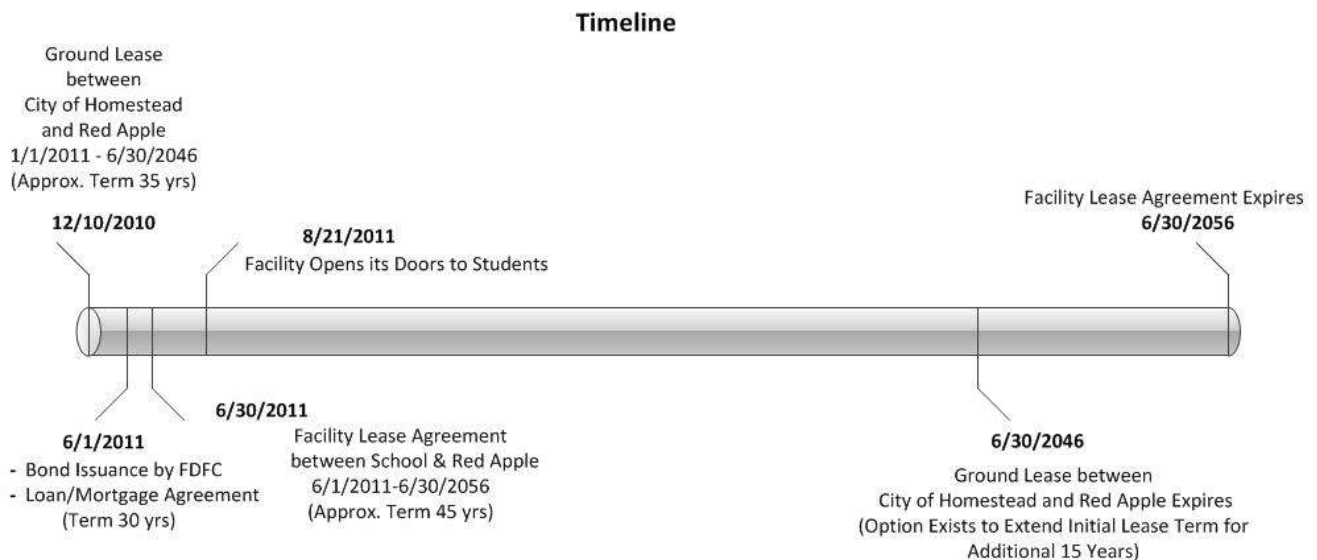 Timeline
Ground Lease
between
City of Homestead
and Red Apple
1/1/2011 - 6/30/2046
(Approx. Term 35 yrs)
12/10/2010
8/21/2011
Facility Opens its Doors to Students
Facility Lease Agreement Expires
6/30/2056
6/1/2011
- Bond Issuance by FDFC
- Loan/Mortgage Agreement
(Term 30 yrs)
6/30/2011
Facility Lease Agreement
between School & Red Apple
6/1/2011-6/30/2056
(Approx. Term 45 yrs)
6/30/2046
Ground Lease between
City of Homestead and Red Apple Expires
(Option Exists to Extend Initial Lease Term for
Additional 15 Years)